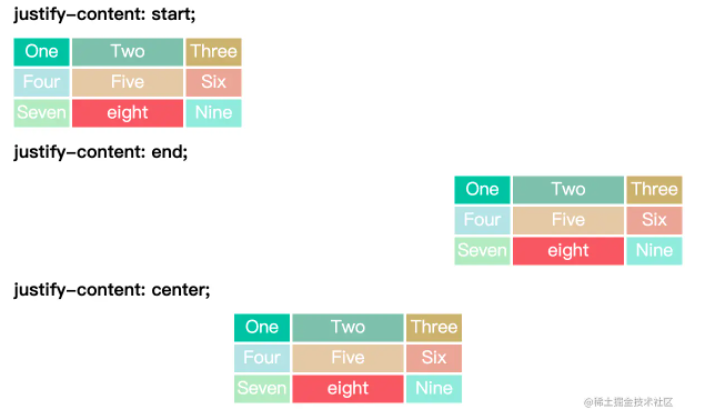 justify-content: start;
One Two Three
Four Five Six
Seven eight Nine
justify-content: end;
One Two Three
Four Five Six
Seven eight Nine
justify-content: center;
One Two Three
Four Five Six
Seven eight Nine
@稀土掘金技术社区